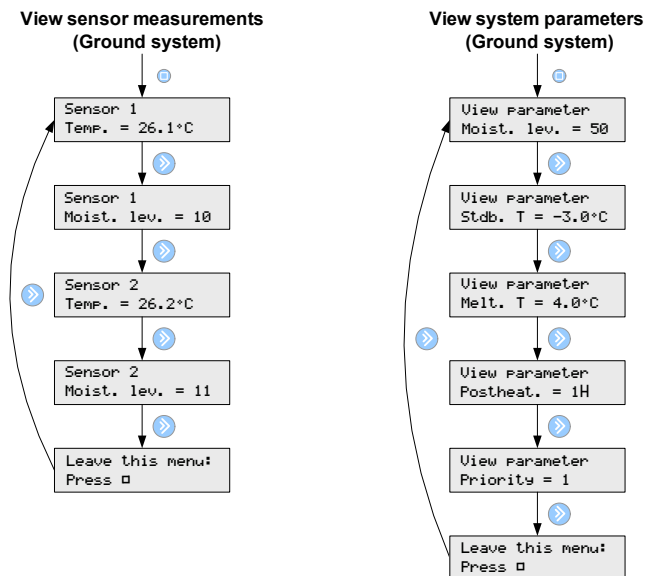 View sensor measurements
(Ground system)
Sensor 1
Temp. = 26.1°C
Sensor 1
Moist. lev. = 10
Sensor 2
Temp. = 26.2°C
Sensor 2
Moist. lev. = 11
Leave this menu:
Press □
View system parameters
(Ground system)
View parameter
Moist. lev. = 50
View parameter
Stdb. T = -3.0°C
View parameter
Melt. T = 4.0°C
View parameter
Postheat. = 1H
View parameter
Priority = 1
Leave this menu:
Press □